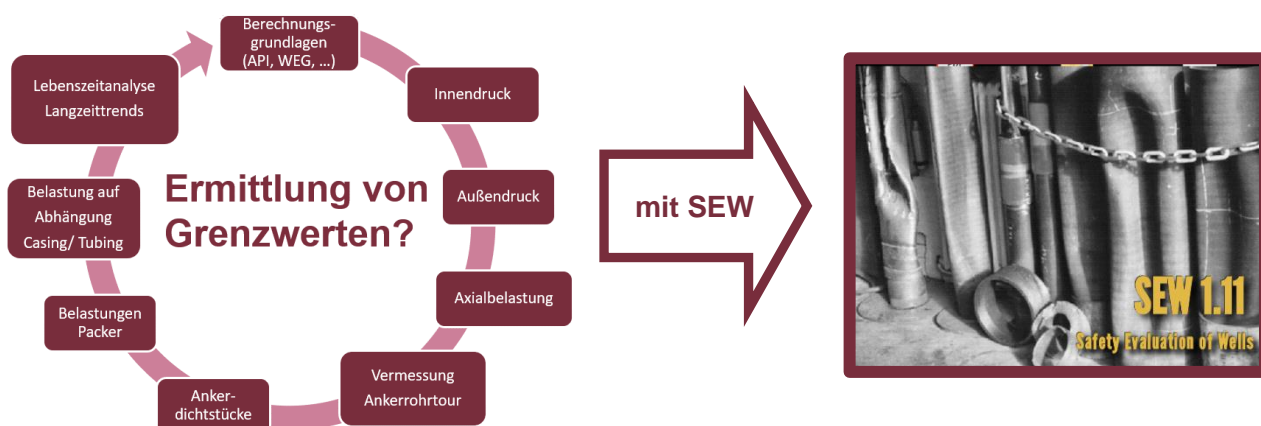 Berechnungs-
grundlagen
(API, WEG, ...)
Innendruck
Außendruck
Axialbelastung
Vermessung
Ankerrohrtour
Anker-
dichtstücke
Belastungen
Packer
Belastung auf
Abhängung
Casing/ Tubing
Lebenszeitanalyse
Langzeittrends
Ermittlung von
Grenzwerten?
mit SEW
SEW 1.11
Safety Evaluation of Wells